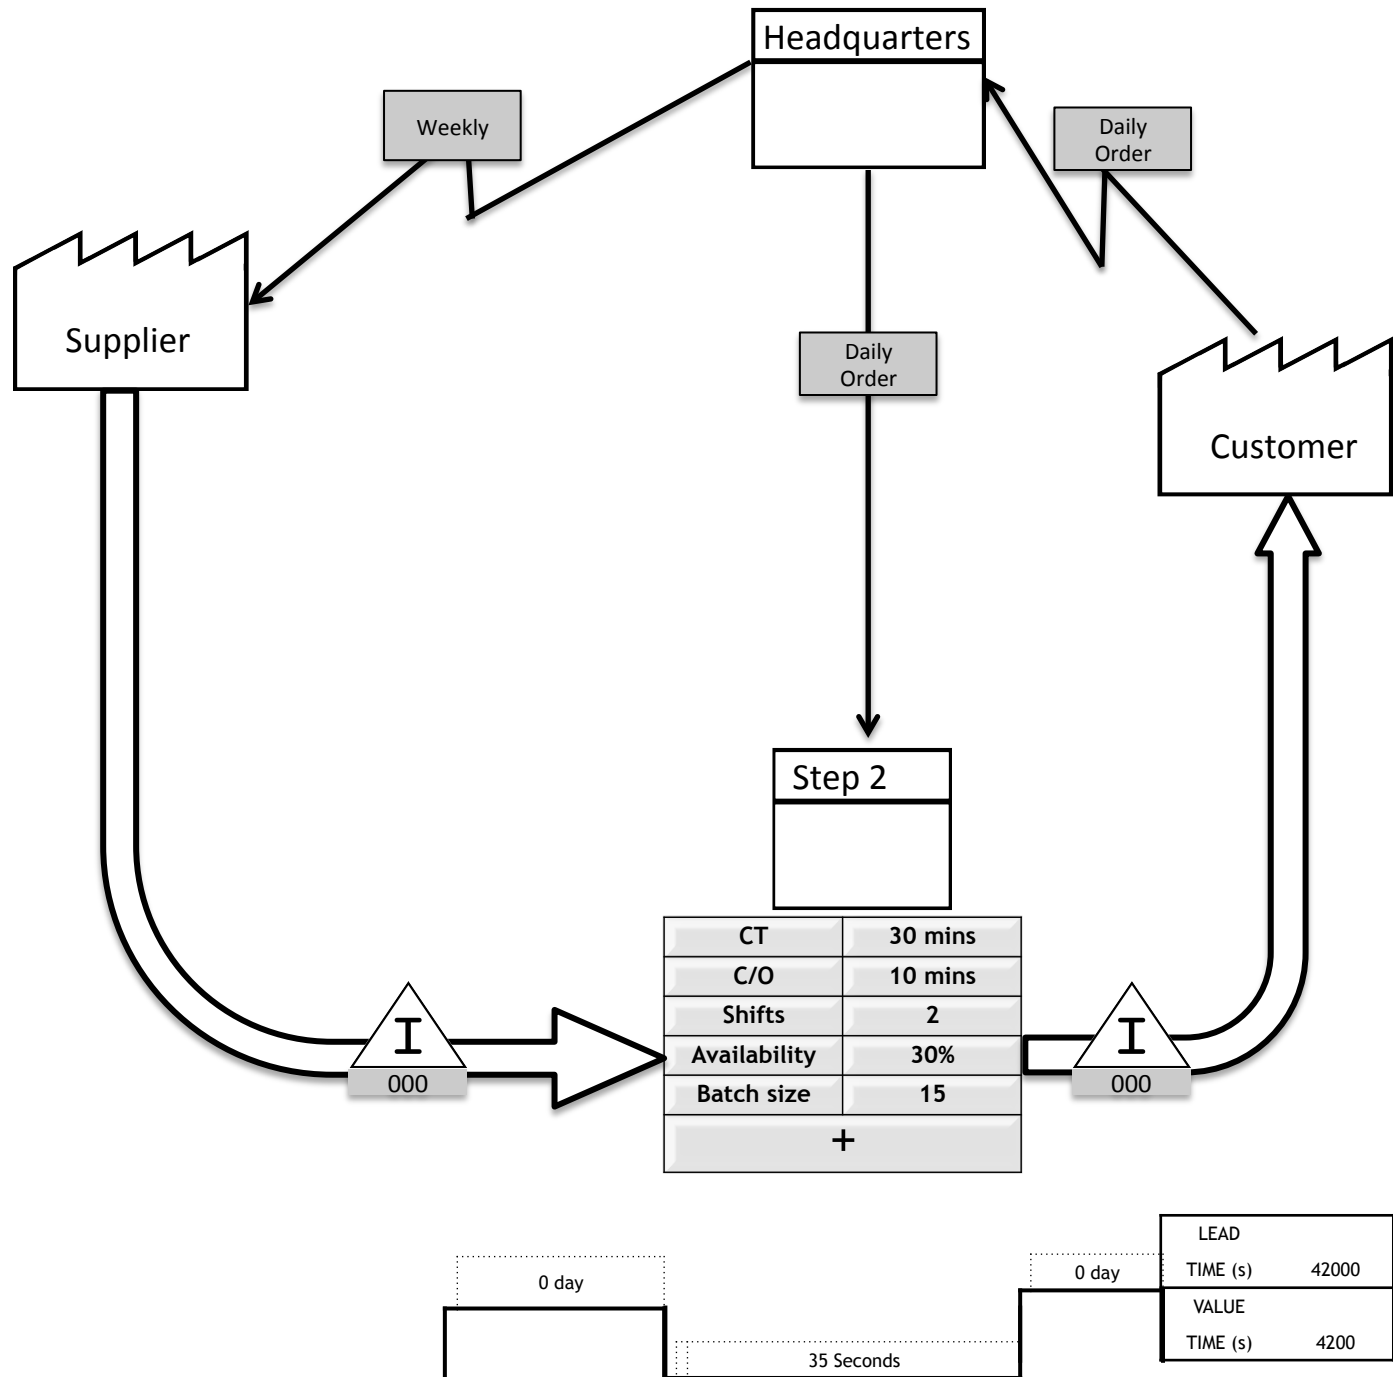 Headquarters
Weekly
Daily
Order
Supplier
Daily
Order
Customer
Step 2
CT 30 mins
C/O 10 mins
Shifts 2
Availability 30%
Batch size 15
+
I
000
I
000
0 day
35 Seconds
0 day
LEAD
TIME (s) 42000
VALUE
TIME (s) 4200